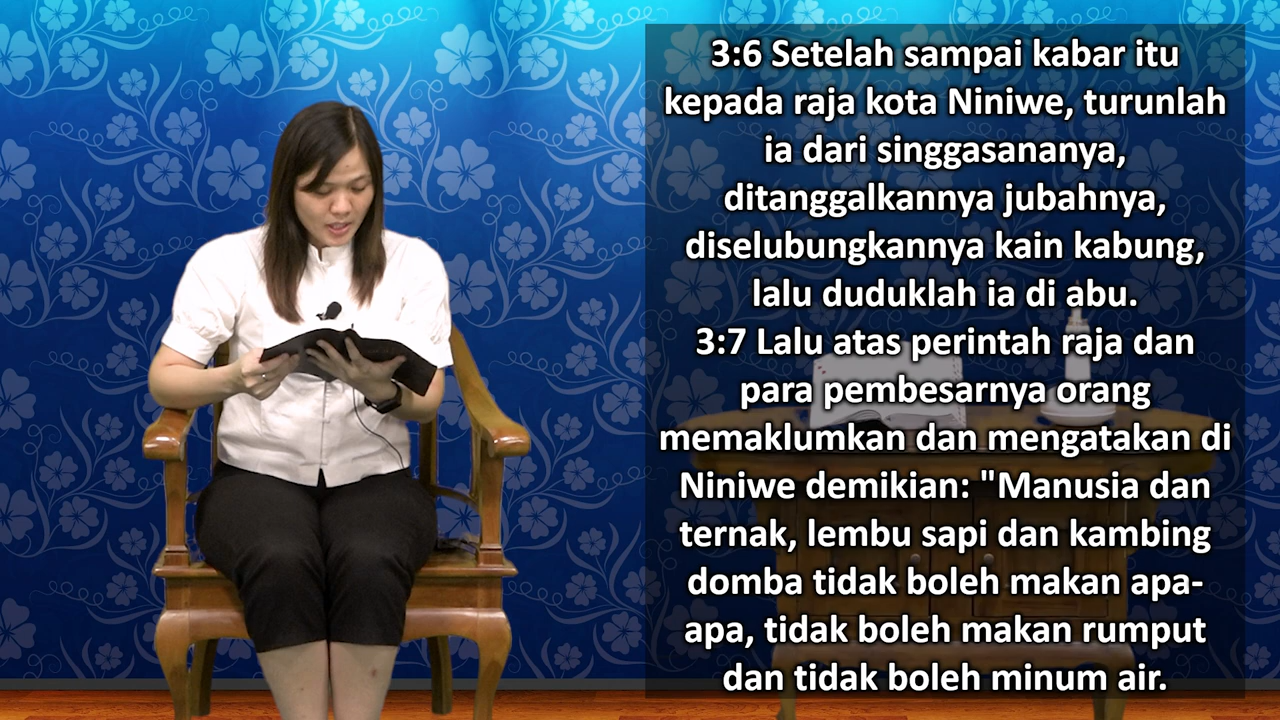 3:6 Setelah sampai kabar itu
kepada raja kota Niniwe, turunlah
ia dari singgasananya,
ditanggalkannya jubahnya,
diselubungkannya kain kabung,
lalu duduklah ia di abu.
3:7 Lalu atas perintah raja dan
para pembesarnya orang
memaklumkan dan mengatakan di
Niniwe demikian: "Manusia dan
ternak, lembu sapi dan kambing
domba tidak boleh makan apa-
apa, tidak boleh makan rumput
dan tidak boleh minum air.